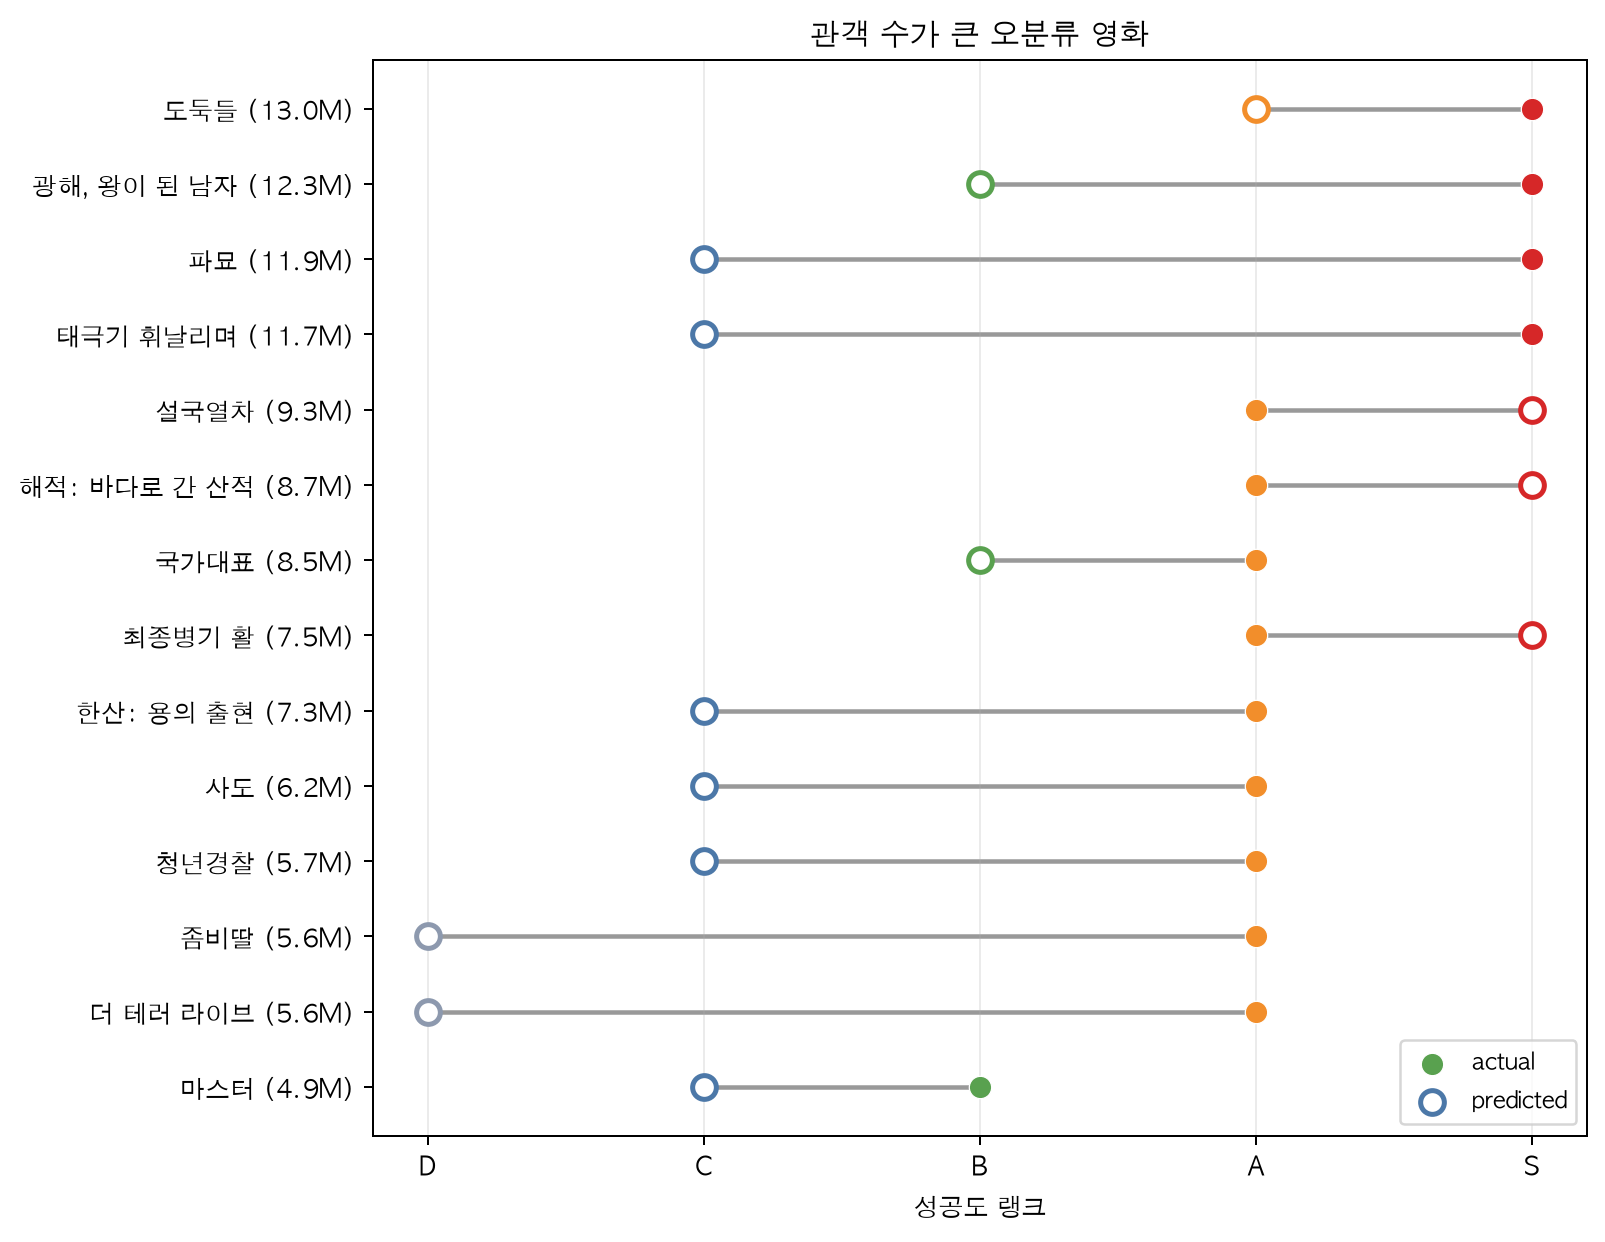 관객 수가 큰 오분류 영화
도둑들 (13.0M)
광해, 왕이 된 남자 (12.3M)
파묘 (11.9M)
태극기 휘날리며 (11.7M)
설국열차 (9.3M)
해적: 바다로 간 산적 (8.7M)
국가대표 (8.5M)
최종병기 활 (7.5M)
한산: 용의 출현 (7.3M)
사도 (6.2M)
청년경찰 (5.7M)
좀비딸 (5.6M)
더 테러 라이브 (5.6M)
마스터 (4.9M)
actual
predicted
D C B A S
성공도 랭크